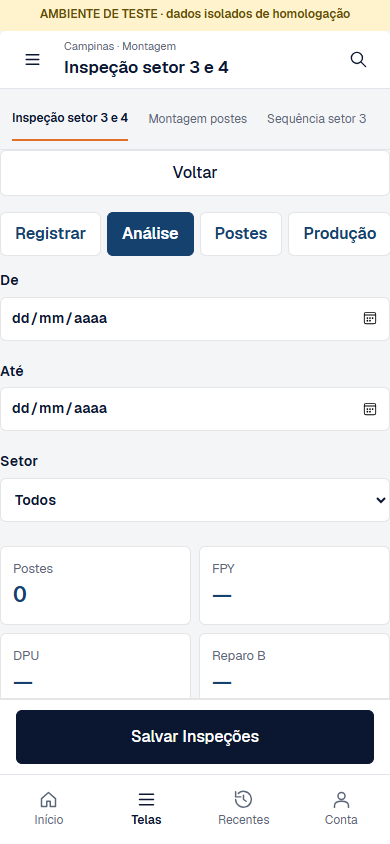 AMBIENTE DE TESTE · dados isolados de homologação
Campinas · Montagem
Inspeção setor 3 e 4
Inspeção setor 3 e 4 Montagem postes Sequência setor 3
Voltar
Registrar Análise Postes Produção
De
dd/mm/aaaa
Até
dd/mm/aaaa
Setor
Todos
Postes FPY
0 —
DPU Reparo B
— —
Salvar Inspeções
Início Telas Recentes Conta